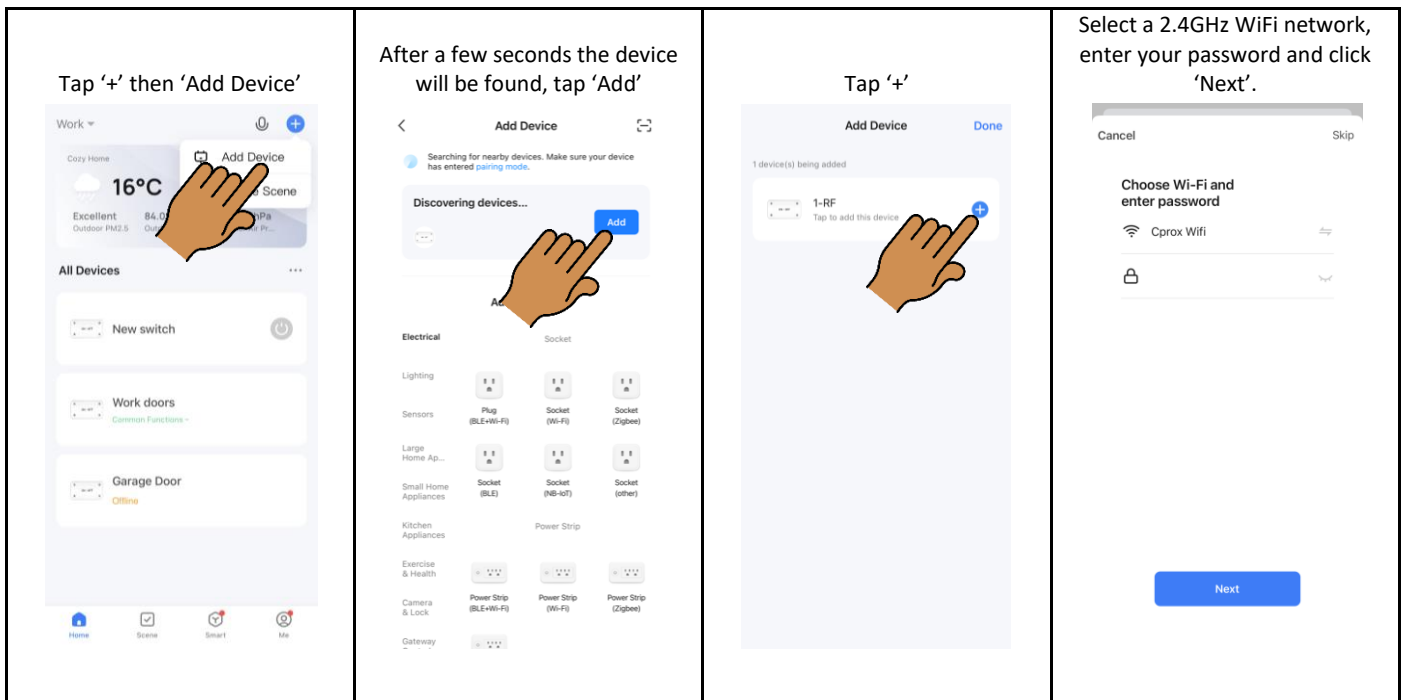 Tap ‘+’ then ‘Add Device’
Work
Add Device
Scene
Cozy Home
16°C
Excellent
Outdoor PM2.5
All Devices
New switch
Work doors
Common Functions
Garage Door
Offline
Home
Scene
Smart
Me
After a few seconds the device
will be found, tap ‘Add’
Add Device
Searching for nearby devices. Make sure your device
has entered pairing mode.
Discovering devices...
Add
Electrical
Socket
Lighting
Sensors
Plug
(BLE+Wi-Fi)
Socket
(Wi-Fi)
Socket
(Zigbee)
Large
Home Ap...
Small Home
Appliances
Socket
(BLE)
Socket
(NB-IoT)
Socket
(other)
Kitchen
Appliances
Power Strip
Exercise
& Health
Camera
& Lock
Power Strip
(BLE+Wi-Fi)
Power Strip
(Wi-Fi)
Power Strip
(Zigbee)
Gateway
Tap ‘+’
Add Device
Done
1 device(s) being added
1-RF
Tap to add this device
Select a 2.4GHz WiFi network,
enter your password and click
‘Next’.
Cancel
Skip
Choose Wi-Fi and
enter password
Cprox Wifi
Next